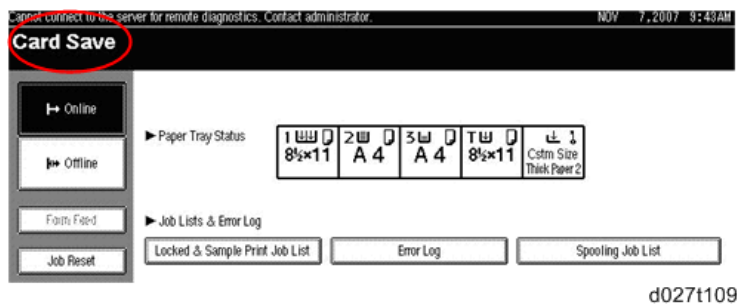 Cannot connect to the server for remote diagnostics. Contact administrator. NOV 7,2007 9:43AM
Card Save
Online
►Paper Tray Status
1 2 3 T
8½×11 A 4 A 4 8½×11 Cstm Size
Thick Paper 2
Offline
Form Feed
►Job Lists & Error Log
Locked & Sample Print Job List Error Log Spooling Job List
Job Reset
d027t109